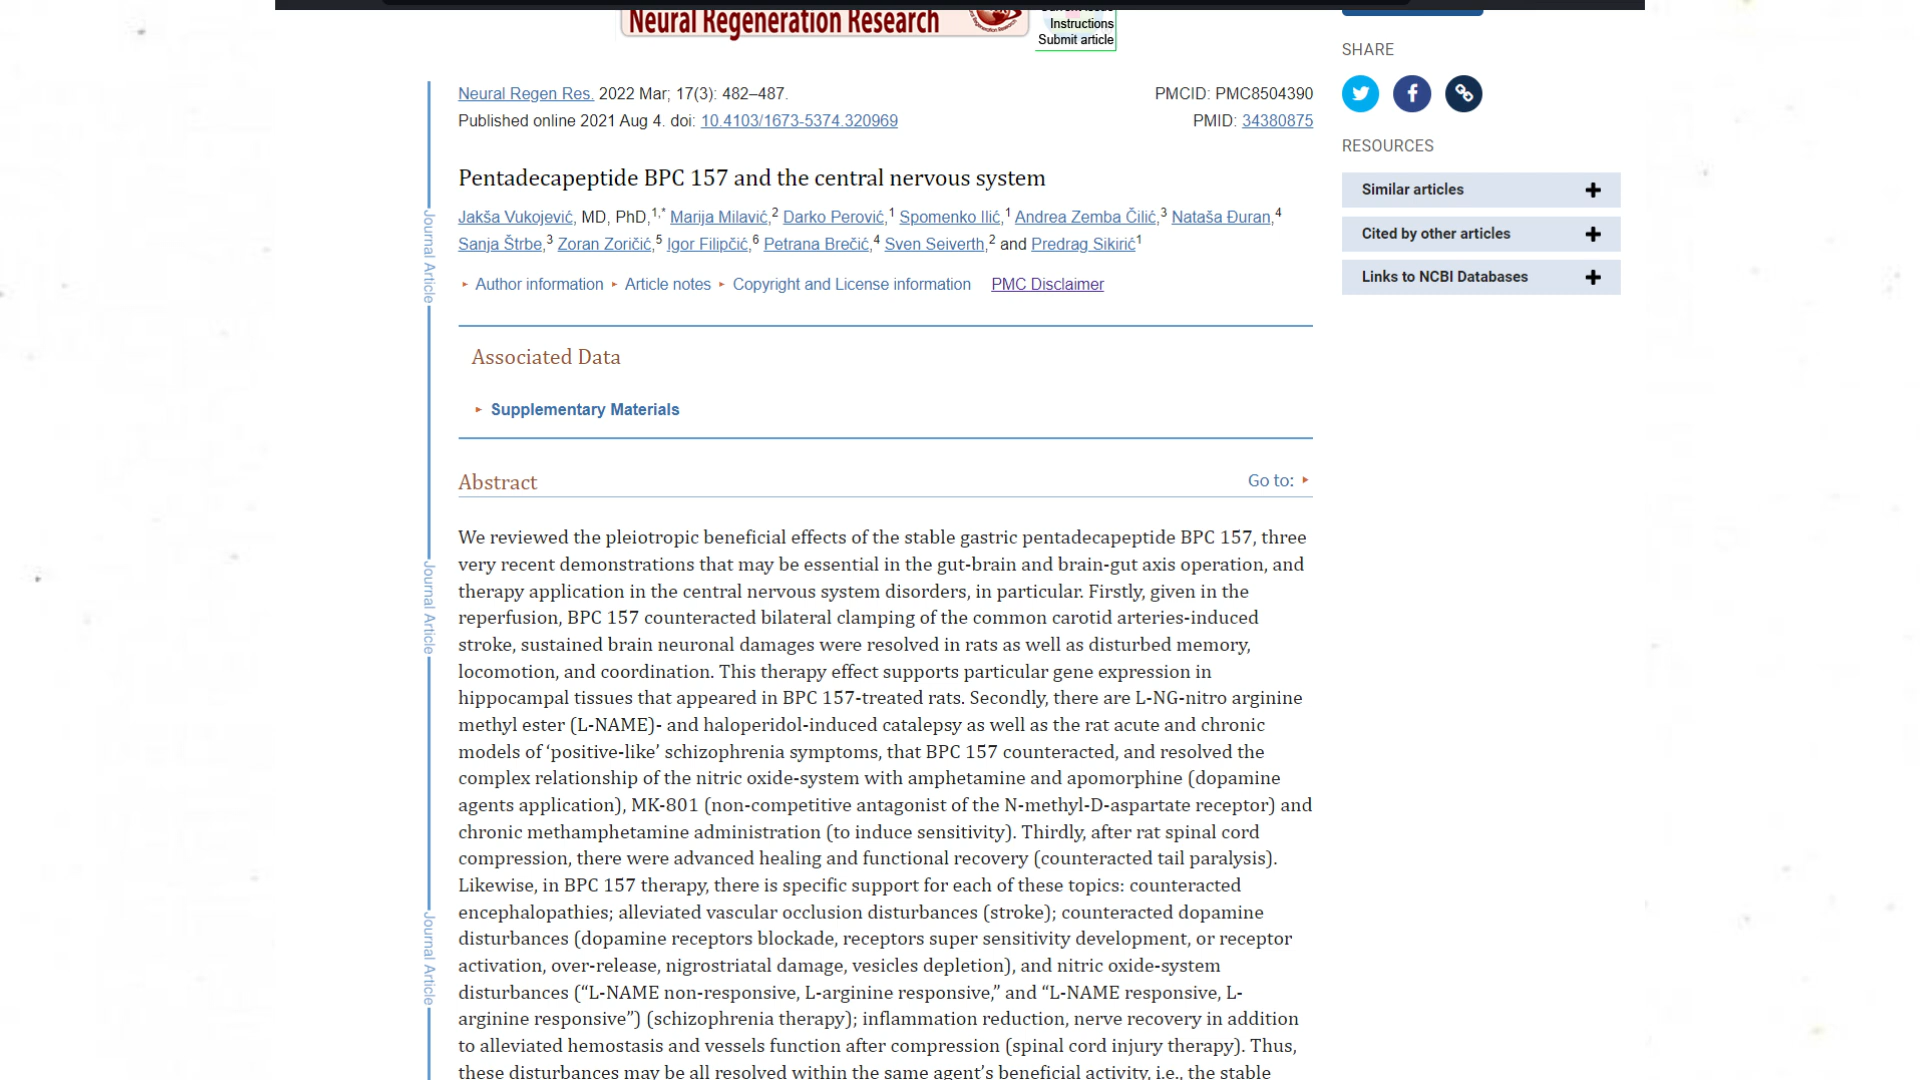 Neural Regeneration Research
Instructions
Submit article
SHARE
Neural Regen Res. 2022 Mar; 17(3): 482–487.
PMCID: PMC8504390
Published online 2021 Aug 4. doi: 10.4103/1673-5374.320969
PMID: 34380875
RESOURCES
Similar articles
Cited by other articles
Links to NCBI Databases
Pentadecapeptide BPC 157 and the central nervous system
Jakša Vukojević, MD, PhD,1,* Marija Milavić,2 Darko Perović,1 Spomenko Ilić,1 Andrea Zemba Čilić,3 Nataša Đuran,4
Sanja Štrbe,3 Zoran Zoričić,5 Igor Filipčić,6 Petrana Brečić,4 Sven Seiverth,2 and Predrag Sikirić1
Author information Article notes Copyright and License information PMC Disclaimer
Associated Data
Supplementary Materials
Abstract
Go to:
We reviewed the pleiotropic beneficial effects of the stable gastric pentadecapeptide BPC 157, three
very recent demonstrations that may be essential in the gut-brain and brain-gut axis operation, and
therapy application in the central nervous system disorders, in particular. Firstly, given in the
reperfusion, BPC 157 counteracted bilateral clamping of the common carotid arteries-induced
stroke, sustained brain neuronal damages were resolved in rats as well as disturbed memory,
locomotion, and coordination. This therapy effect supports particular gene expression in
hippocampal tissues that appeared in BPC 157-treated rats. Secondly, there are L-NG-nitro arginine
methyl ester (L-NAME)- and haloperidol-induced catalepsy as well as the rat acute and chronic
models of ‘positive-like’ schizophrenia symptoms, that BPC 157 counteracted, and resolved the
complex relationship of the nitric oxide-system with amphetamine and apomorphine (dopamine
agents application), MK-801 (non-competitive antagonist of the N-methyl-D-aspartate receptor) and
chronic methamphetamine administration (to induce sensitivity). Thirdly, after rat spinal cord
compression, there were advanced healing and functional recovery (counteracted tail paralysis).
Likewise, in BPC 157 therapy, there is specific support for each of these topics: counteracted
encephalopathies; alleviated vascular occlusion disturbances (stroke); counteracted dopamine
disturbances (dopamine receptors blockade, receptors super sensitivity development, or receptor
activation, over-release, nigrostriatal damage, vesicles depletion), and nitric oxide-system
disturbances (“L-NAME non-responsive, L-arginine responsive,” and “L-NAME responsive, L-
arginine responsive”) (schizophrenia therapy); inflammation reduction, nerve recovery in addition
to alleviated hemostasis and vessels function after compression (spinal cord injury therapy). Thus,
these disturbances may be all resolved within the same agent’s beneficial activity, i.e., the stable
Journal Article
Journal Article
Journal Article